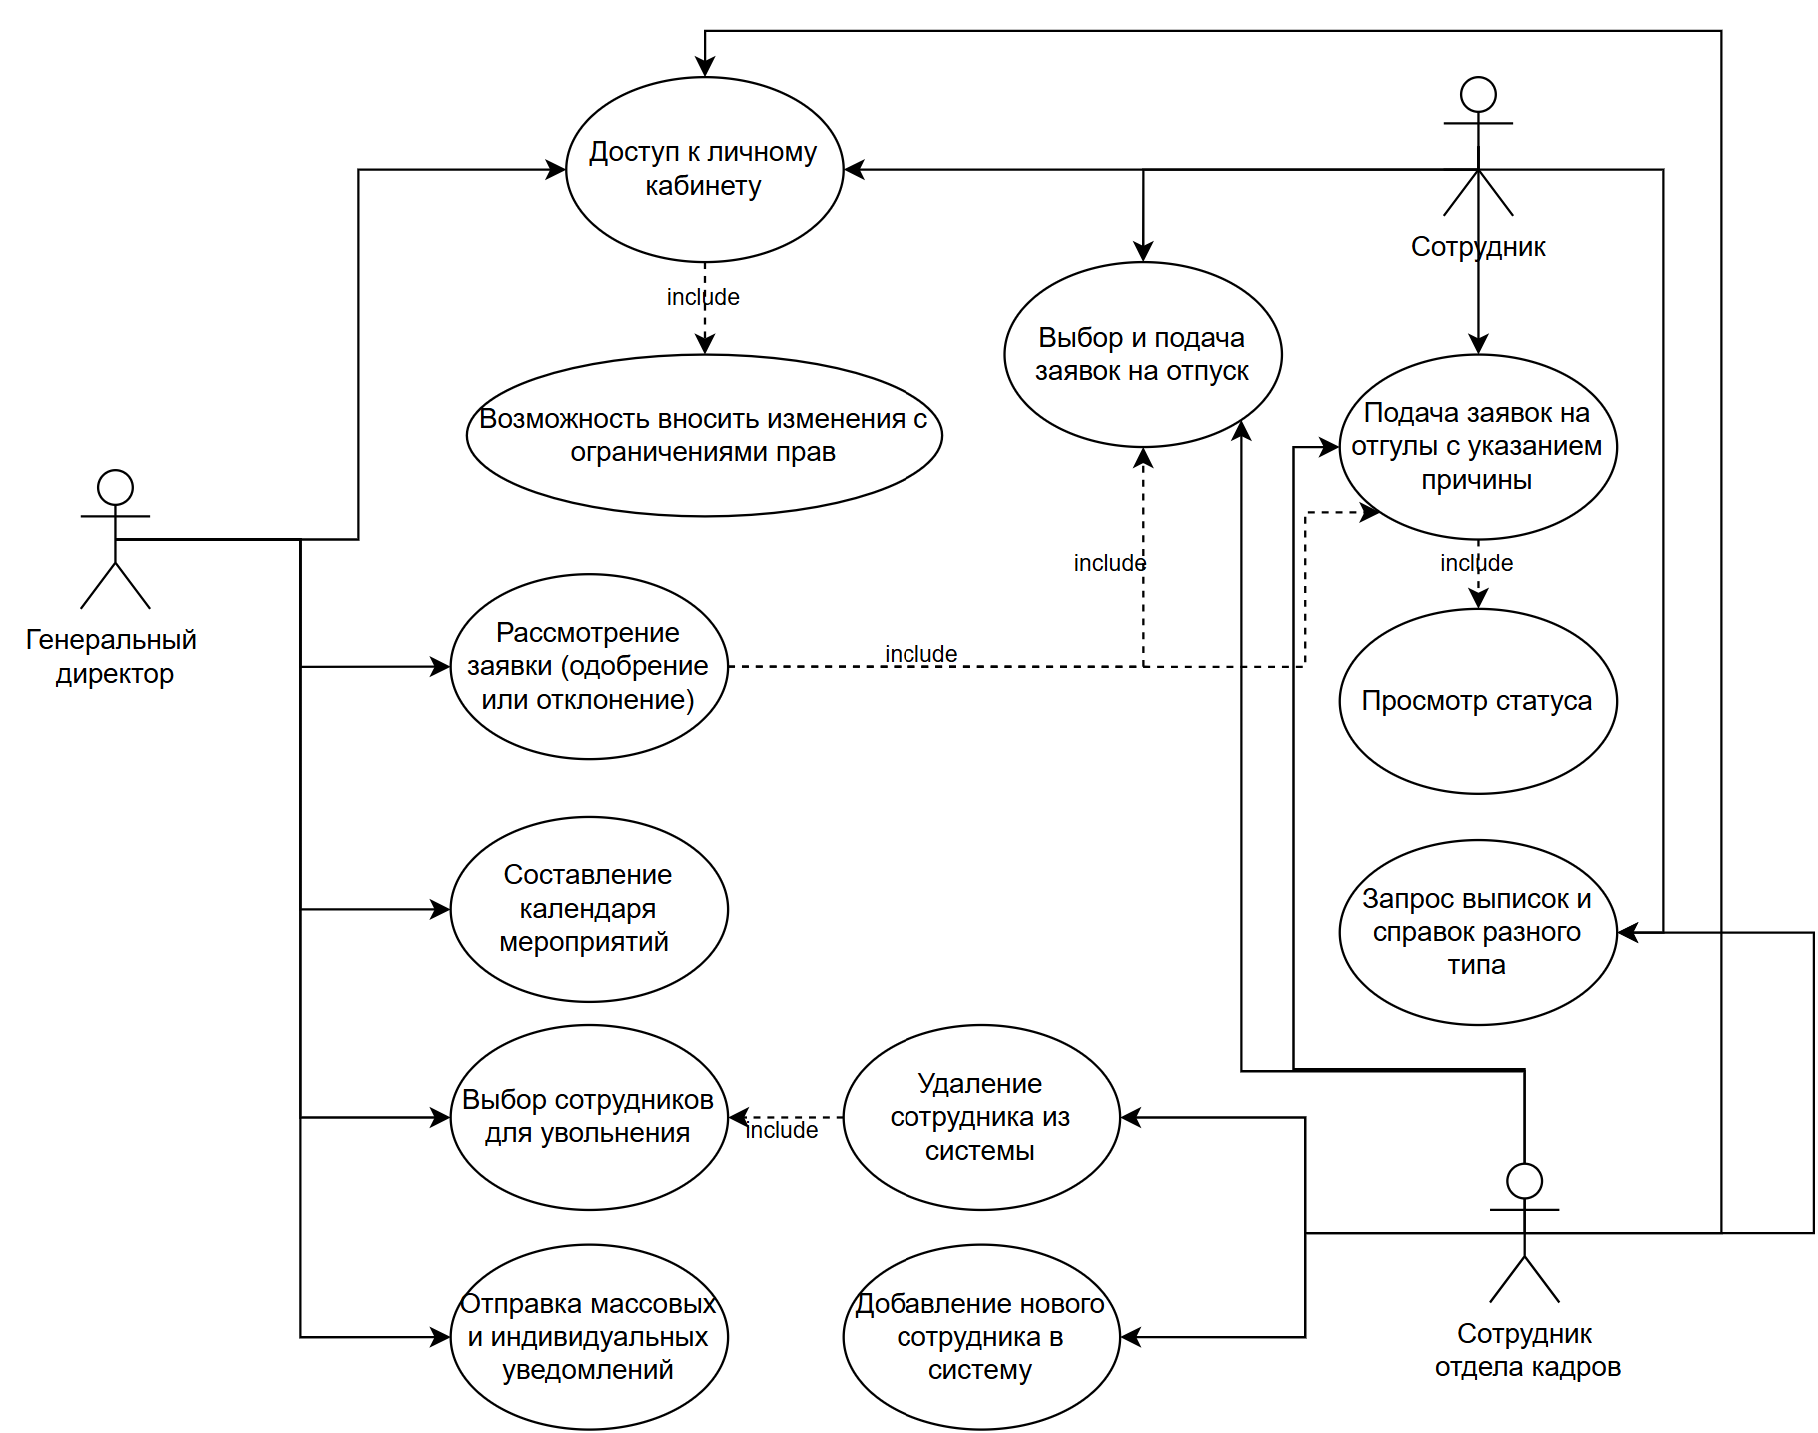 Доступ к личному
кабинету
Сотрудник
include
Выбор и подача
заявок на отпуск
Возможность вносить изменения с
ограничениями прав
Подача заявок на
отгулы с указанием
причины
include
include
Генеральный
директор
Рассмотрение
заявки (одобрение
или отклонение)
include
Просмотр статуса
Составление
календаря
мероприятий
Запрос выписок и
справок разного
типа
Выбор сотрудников
для увольнения
include
Удаление
сотрудника из
системы
Отправка массовых
и индивидуальных
уведомлений
Добавление нового
сотрудника в
систему
Сотрудник
отдела кадров